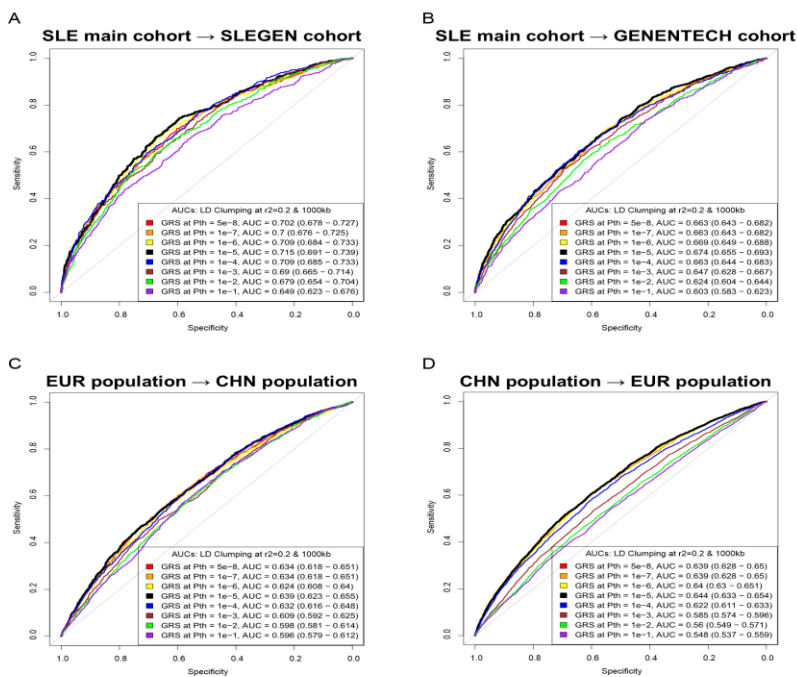 A
SLE main cohort → SLEGEN cohort
Sensitivity
1.0
0.8
0.6
0.4
0.2
0.0
AUCs: LD Clumping at r2=0.2 & 1000kb
GRS at Pth = 5e-8, AUC = 0.702 (0.678 − 0.727)
GRS at Pth = 1e-7, AUC = 0.7 (0.676 − 0.725)
GRS at Pth = 1e-6, AUC = 0.709 (0.684 − 0.733)
GRS at Pth = 1e-5, AUC = 0.715 (0.691 − 0.739)
GRS at Pth = 1e-4, AUC = 0.709 (0.685 − 0.733)
GRS at Pth = 1e-3, AUC = 0.69 (0.665 − 0.714)
GRS at Pth = 1e-2, AUC = 0.679 (0.654 − 0.704)
GRS at Pth = 1e-1, AUC = 0.649 (0.623 − 0.676)
1.0 0.8 0.6 0.4 0.2 0.0
Specificity
B
SLE main cohort → GENENTECH cohort
Sensitivity
1.0
0.8
0.6
0.4
0.2
0.0
AUCs: LD Clumping at r2=0.2 & 1000kb
GRS at Pth = 5e-8, AUC = 0.663 (0.643 − 0.682)
GRS at Pth = 1e-7, AUC = 0.663 (0.643 − 0.682)
GRS at Pth = 1e-6, AUC = 0.669 (0.649 − 0.688)
GRS at Pth = 1e-5, AUC = 0.674 (0.655 − 0.693)
GRS at Pth = 1e-4, AUC = 0.663 (0.644 − 0.683)
GRS at Pth = 1e-3, AUC = 0.647 (0.628 − 0.667)
GRS at Pth = 1e-2, AUC = 0.624 (0.604 − 0.644)
GRS at Pth = 1e-1, AUC = 0.603 (0.583 − 0.623)
1.0 0.8 0.6 0.4 0.2 0.0
Specificity
C
EUR population → CHN population
Sensitivity
1.0
0.8
0.6
0.4
0.2
0.0
AUCs: LD Clumping at r2=0.2 & 1000kb
GRS at Pth = 5e-8, AUC = 0.634 (0.618 − 0.651)
GRS at Pth = 1e-7, AUC = 0.634 (0.618 − 0.651)
GRS at Pth = 1e-6, AUC = 0.624 (0.608 − 0.64)
GRS at Pth = 1e-5, AUC = 0.639 (0.623 − 0.655)
GRS at Pth = 1e-4, AUC = 0.632 (0.616 − 0.648)
GRS at Pth = 1e-3, AUC = 0.609 (0.592 − 0.625)
GRS at Pth = 1e-2, AUC = 0.598 (0.581 − 0.614)
GRS at Pth = 1e-1, AUC = 0.596 (0.579 − 0.612)
1.0 0.8 0.6 0.4 0.2 0.0
Specificity
D
CHN population → EUR population
Sensitivity
1.0
0.8
0.6
0.4
0.2
0.0
AUCs: LD Clumping at r2=0.2 & 1000kb
GRS at Pth = 5e-8, AUC = 0.639 (0.628 − 0.65)
GRS at Pth = 1e-7, AUC = 0.639 (0.628 − 0.65)
GRS at Pth = 1e-6, AUC = 0.64 (0.63 − 0.651)
GRS at Pth = 1e-5, AUC = 0.644 (0.633 − 0.654)
GRS at Pth = 1e-4, AUC = 0.622 (0.611 − 0.633)
GRS at Pth = 1e-3, AUC = 0.585 (0.574 − 0.596)
GRS at Pth = 1e-2, AUC = 0.56 (0.549 − 0.571)
GRS at Pth = 1e-1, AUC = 0.548 (0.537 − 0.559)
1.0 0.8 0.6 0.4 0.2 0.0
Specificity